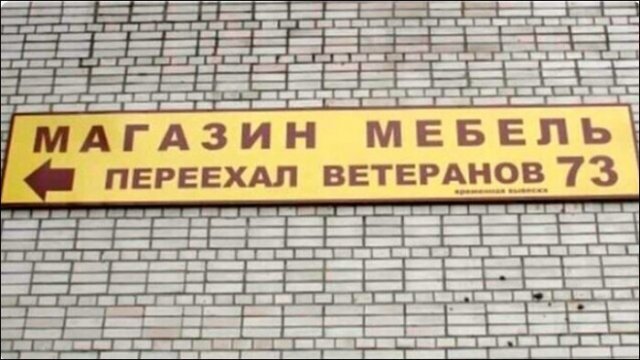 МАГАЗИН МЕБЕЛЬ
ПЕРЕЕХАЛ ВЕТЕРАНОВ 73
временная вывеска